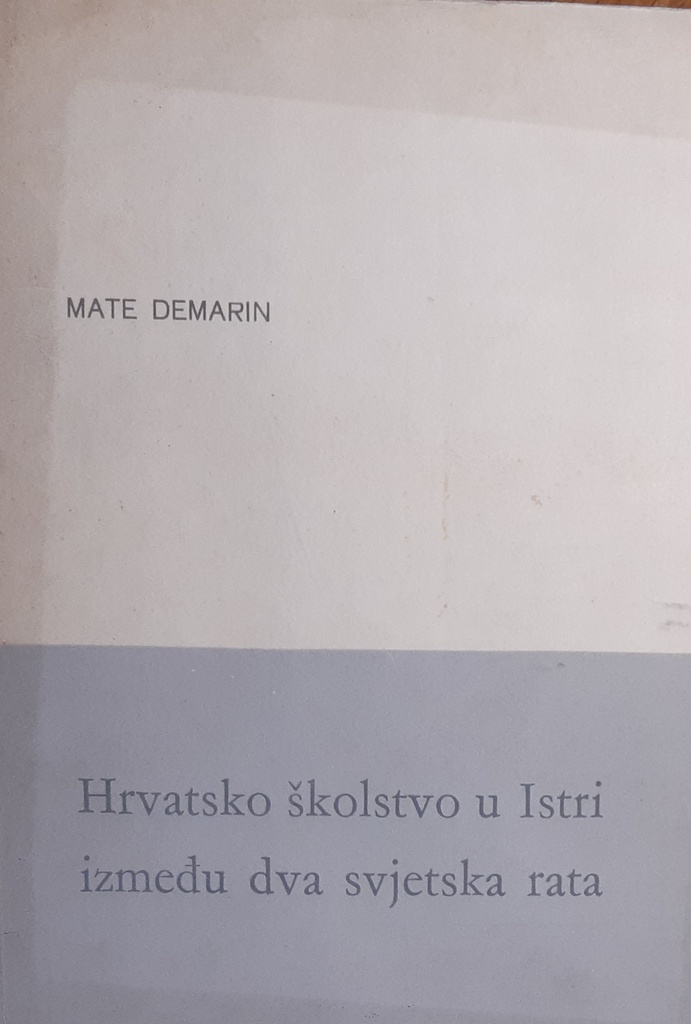 MATE DEMARIN
Hrvatsko školstvo u Istri
između dva svjetska rata